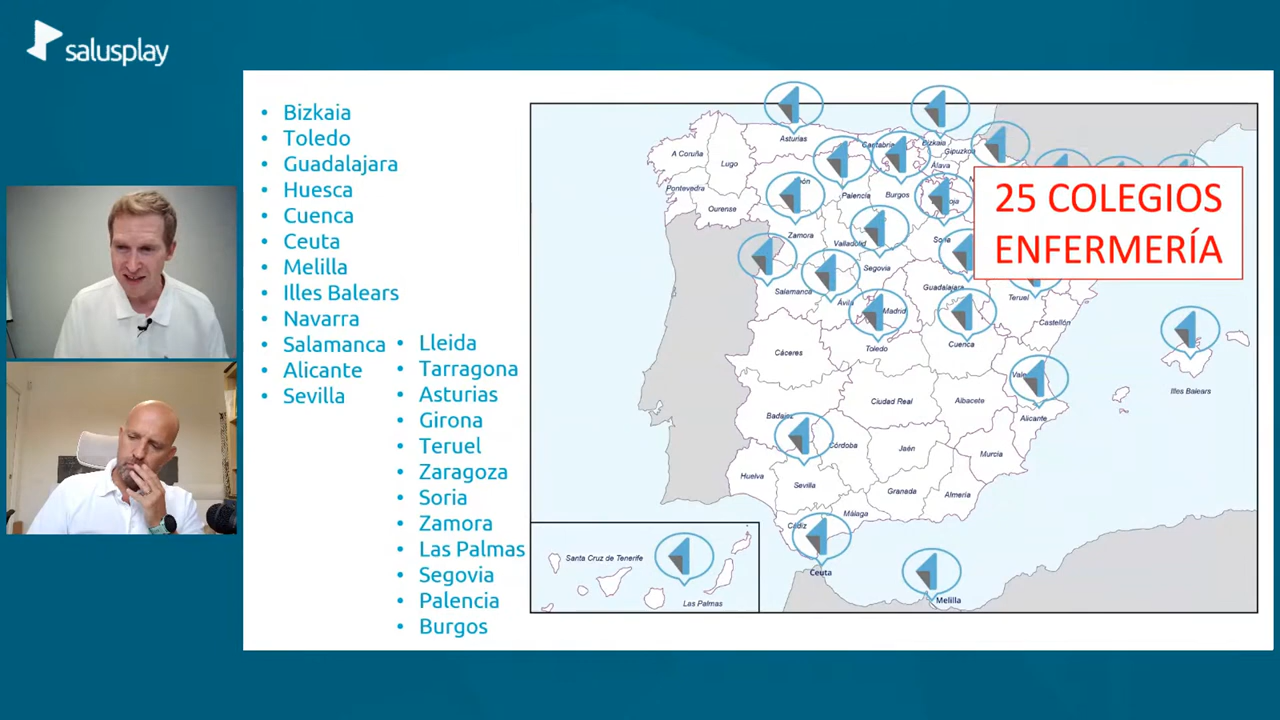 salusplay
Bizkaia
Toledo
Guadalajara
Huesca
Cuenca
Ceuta
Melilla
Illes Balears
Navarra
Salamanca
Alicante
Sevilla
Lleida
Tarragona
Asturias
Girona
Teruel
Zaragoza
Soria
Zamora
Las Palmas
Segovia
Palencia
Burgos
25 COLEGIOS
ENFERMERÍA
Asturias
Cantabria
Bizkaia
Gipuzkoa
A Coruña
Lugo
Álava
Pontevedra
Palencia
Burgos
Ourense
Zamora
Valladolid
Segovia
Salamanca
Ávila
Guadalajara
Teruel
Madrid
Castellón
Toledo
Cuenca
Cáceres
Illes Balears
Ciudad Real
Albacete
Alicante
Badajoz
Córdoba
Jaén
Murcia
Huelva
Sevilla
Granada
Almería
Málaga
Cádiz
Ceuta
Melilla
Santa Cruz de Tenerife
Las Palmas